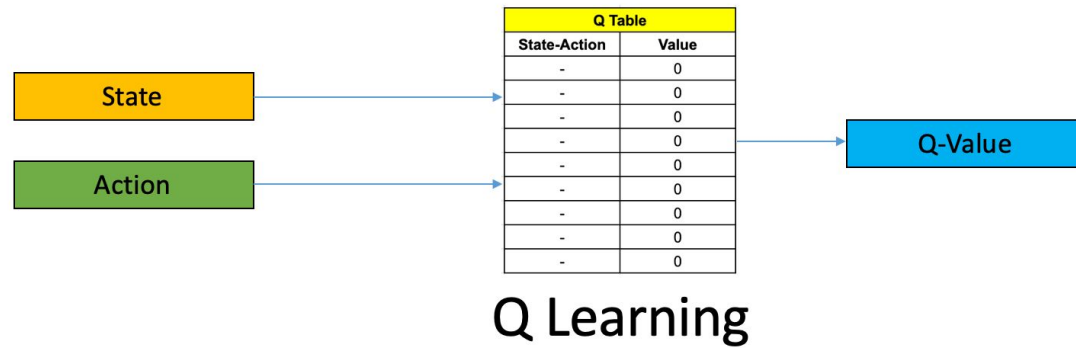 Q Table
State-Action Value
- 0
- 0
- 0
- 0
- 0
- 0
- 0
- 0
- 0
State
Action
Q-Value
Q Learning